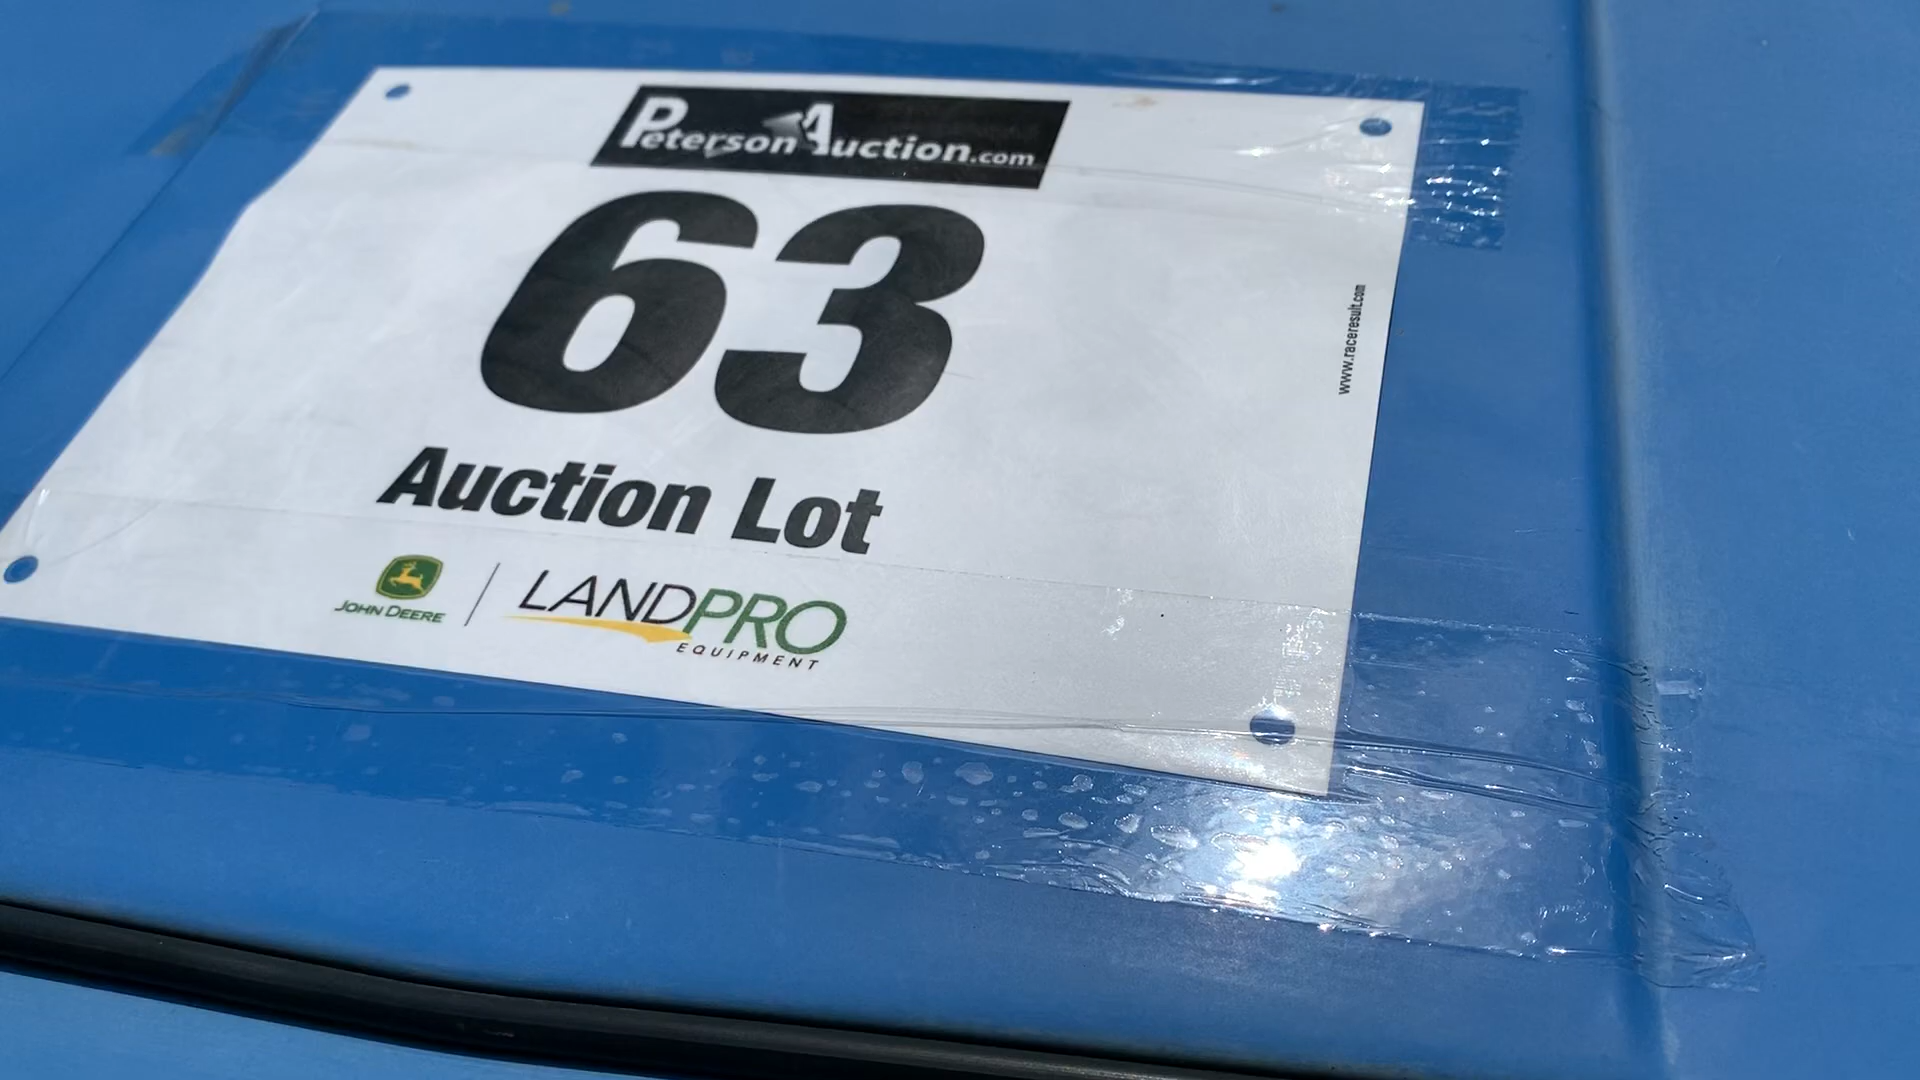 PetersonAuction.com
63
Auction Lot
JOHN DEERE
LANDPRO
EQUIPMENT
www.raceresult.com